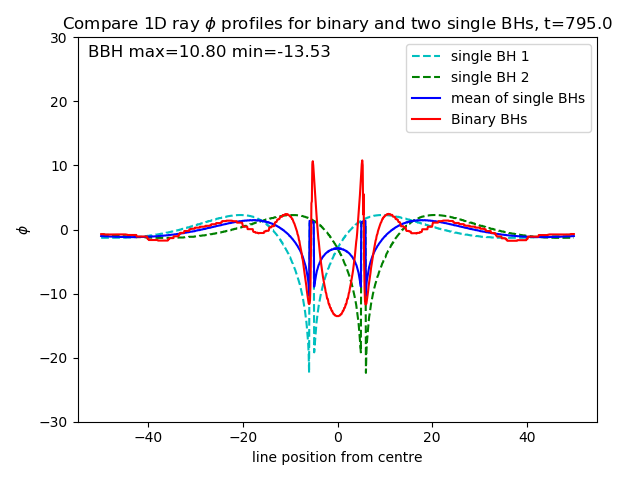 Compare 1D ray ϕ profiles for binary and two single BHs, t=795.0
BBH max=10.80 min=-13.53
single BH 1
single BH 2
mean of single BHs
Binary BHs
30
20
10
0
−10
−20
−30
ϕ
−40
−20
0
20
40
line position from centre